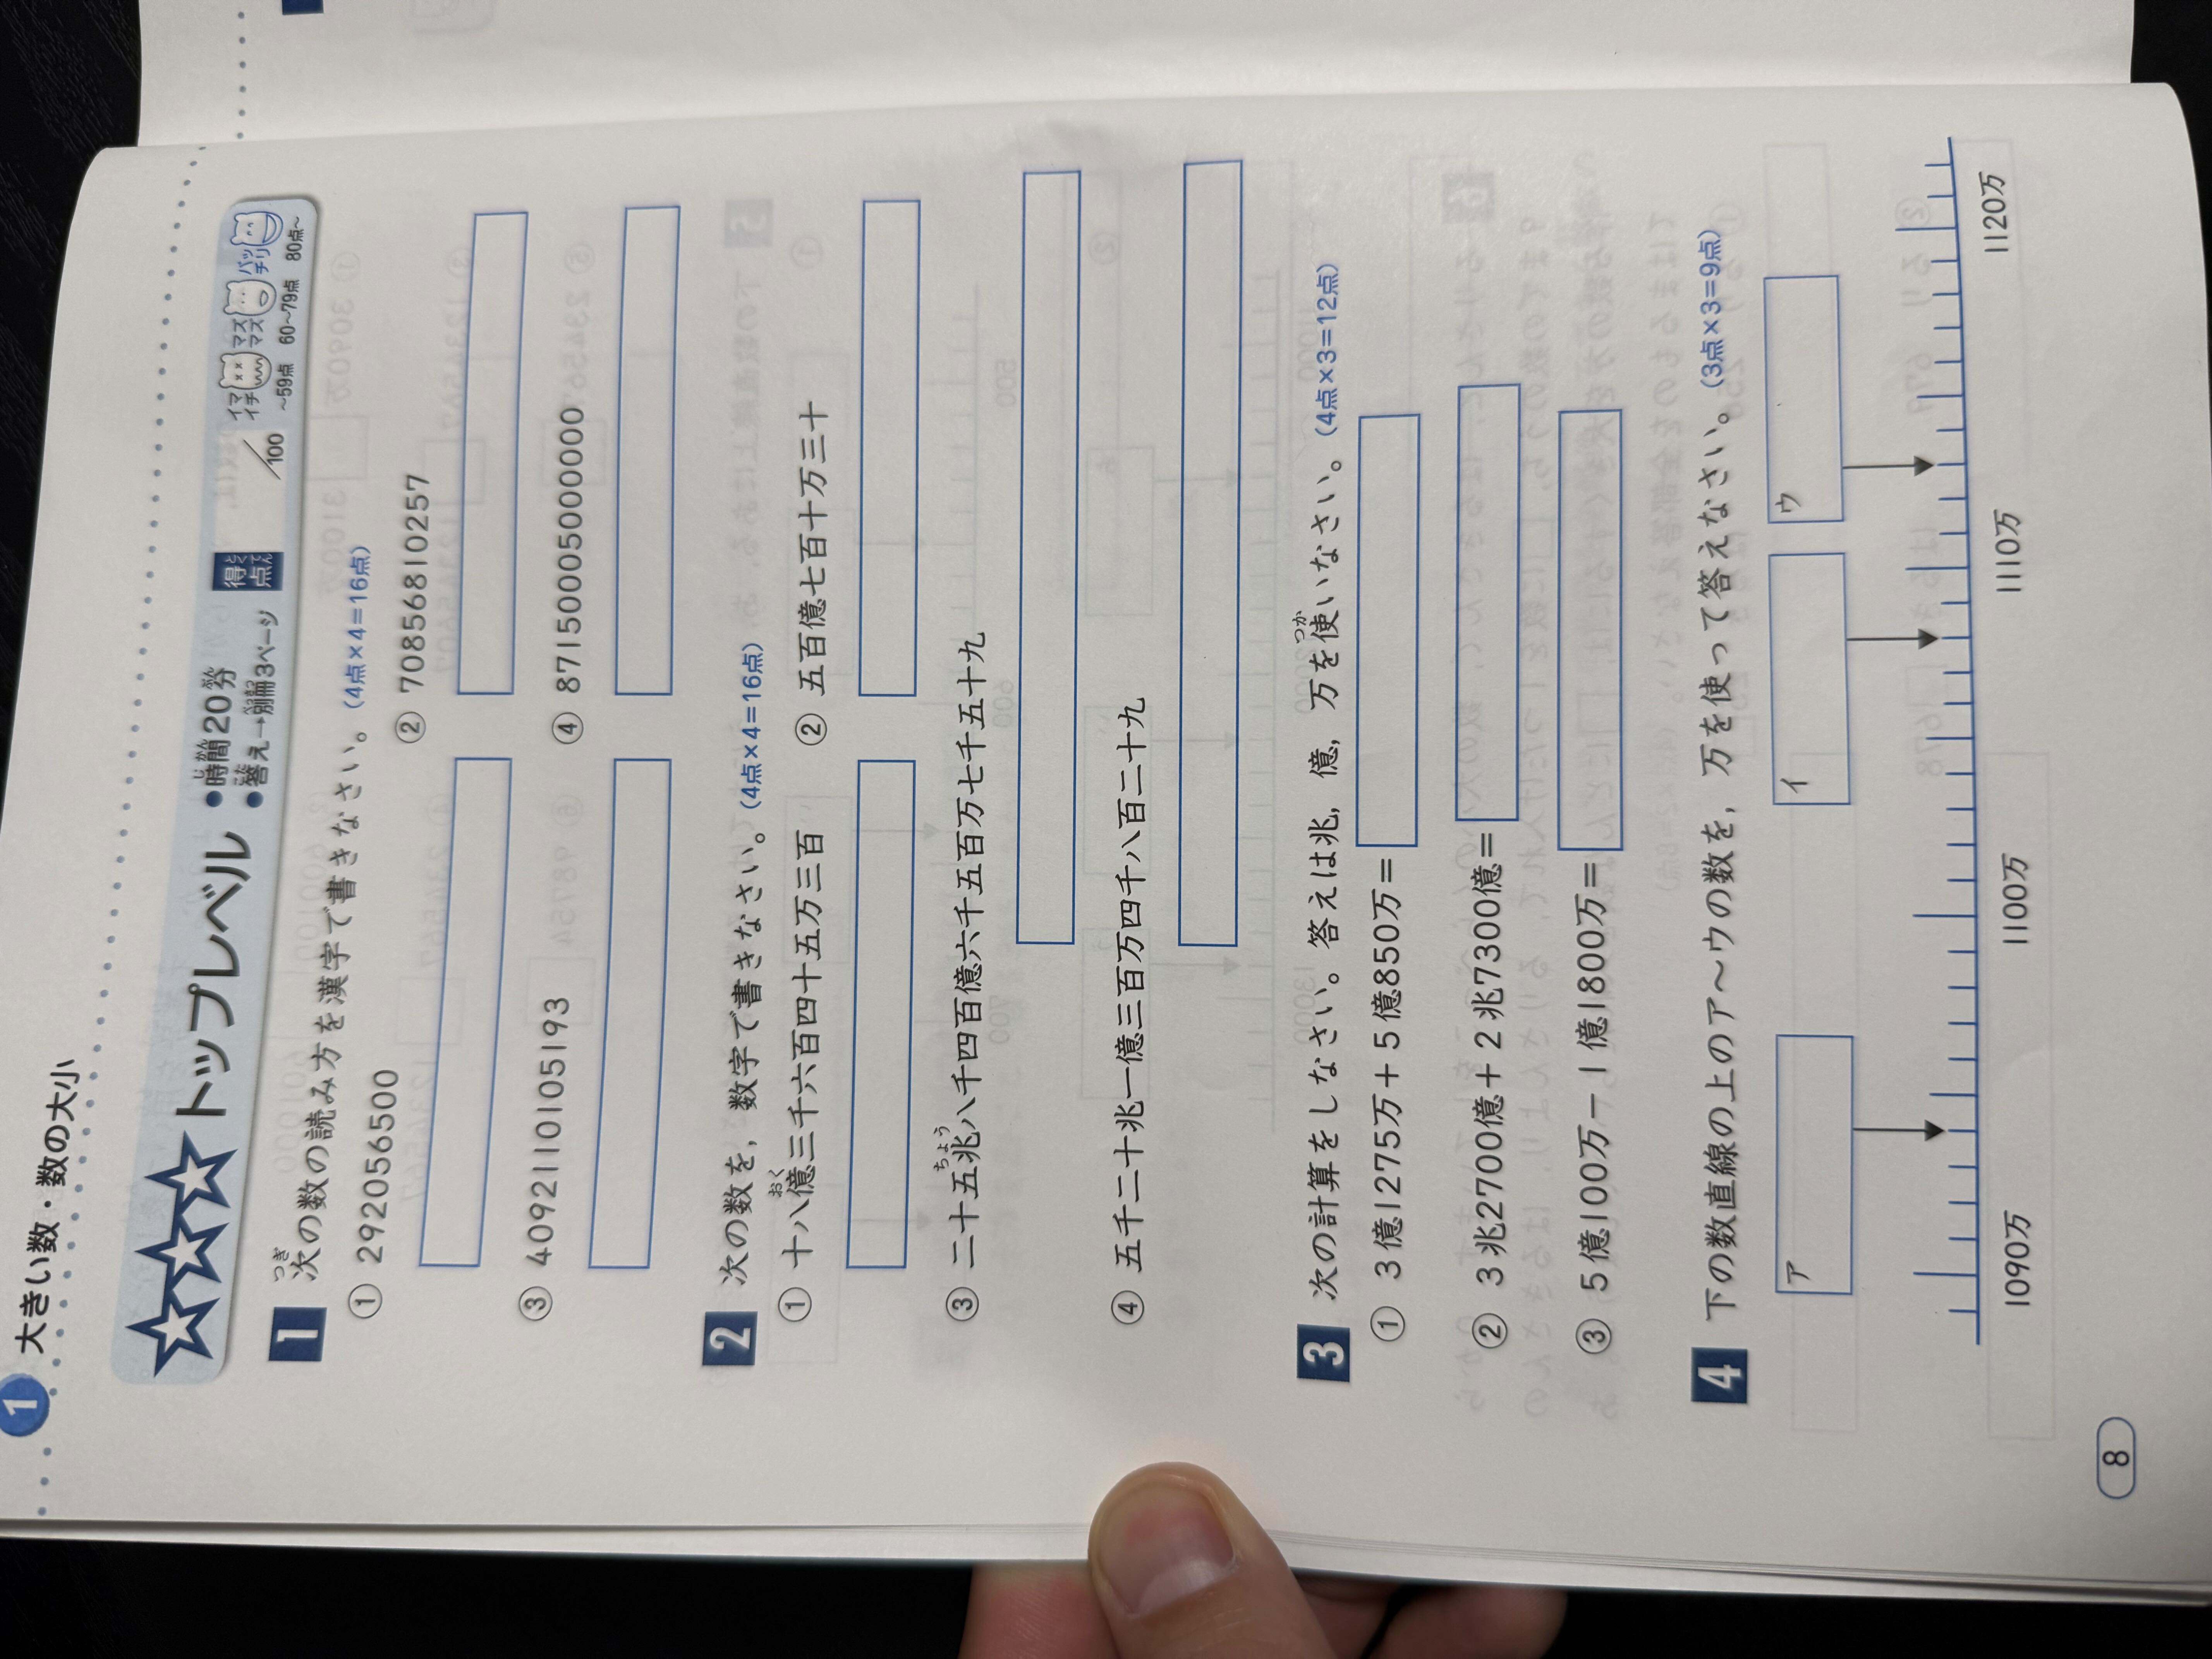 1 大きい数・数の大小
トップレベル
●時間20分
●答え→別冊3ページ
得点
/100
イマイチ ~59点
マズマズ 60~79点
バッチリ 80点~
1 次の数の読み方を漢字で書きなさい。(4点×4=16点)
① 2920565​00
② 70856810257
③ 4092110105193
④ 8715000500000​0
2 次の数を,数字で書きなさい。(4点×4=16点)
① 十八億三千六百四十五万三百
② 五百億七百十万三十
③ 二十五兆八千四百億六千五百万七千五十九
④ 五千二十兆一億三百万四千八百二十九
3 次の計算をしなさい。答えは兆,億,万を使いなさい。(4点×3=12点)
① 3億1275万+5億850万=
② 3兆2700億+2兆7300億=
③ 5億100万-1億1800万=
4 下の数直線の上のア~ウの数を,万を使って答えなさい。(3点×3=9点)
ア イ ウ
1090万 1100万 1110万 1120万
8